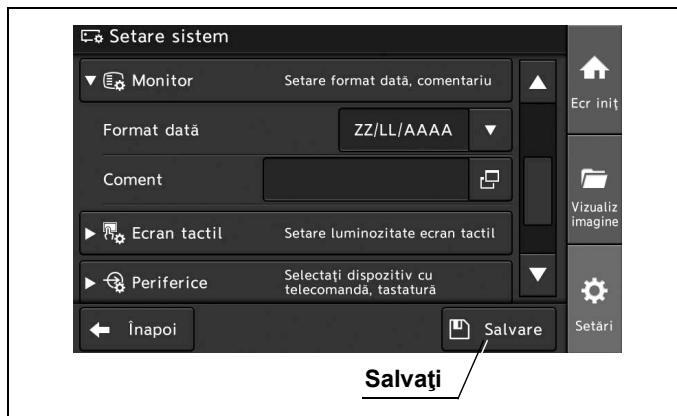 Setare sistem
Monitor
Setare format dată, comentariu
Format dată
ZZ/LL/AAAA
Coment
Ecran tactil
Setare luminozitate ecran tactil
Periferice
Selectați dispozitiv cu
telecomandă, tastatură
Înapoi
Salvare
Ecr iniț
Vizualiz
imagine
Setări
Salvaţi